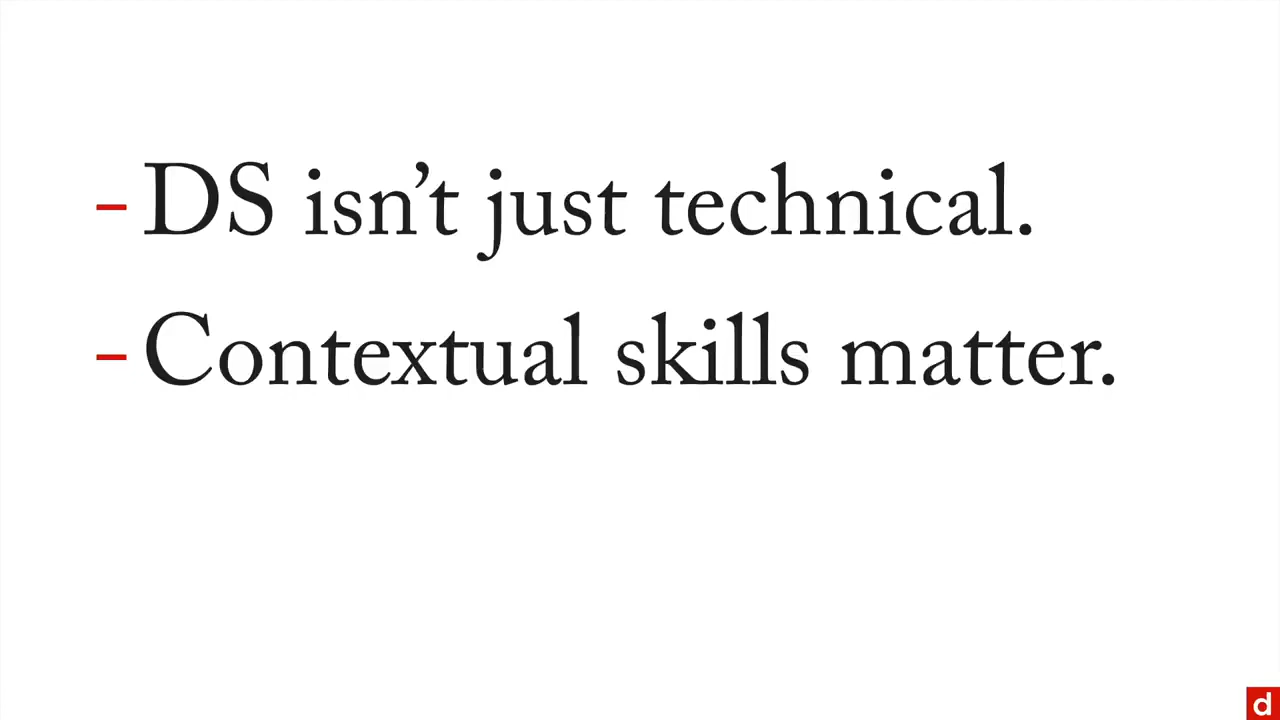 – DS isn’t just technical.
– Contextual skills matter.
d